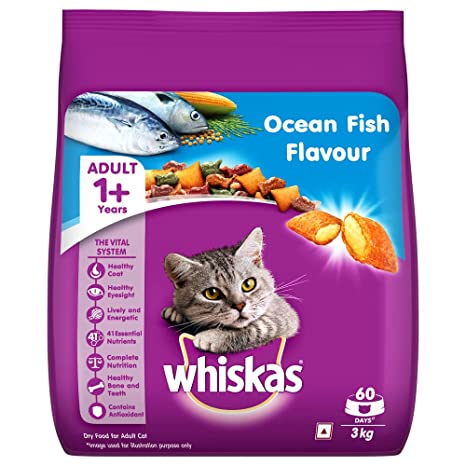 Ocean Fish
Flavour
ADULT
1+
Years
THE VITAL
SYSTEM
Healthy
Coat
Healthy
Eyesight
Lively and
Energetic
41 Essential
Nutrients
Complete
Nutrition
Healthy
Bone and
Teeth
Contains
Antioxidant
whiskas
60
DAYS*
3kg
Dry Food for Adult Cat
*Image used for illustration purpose only